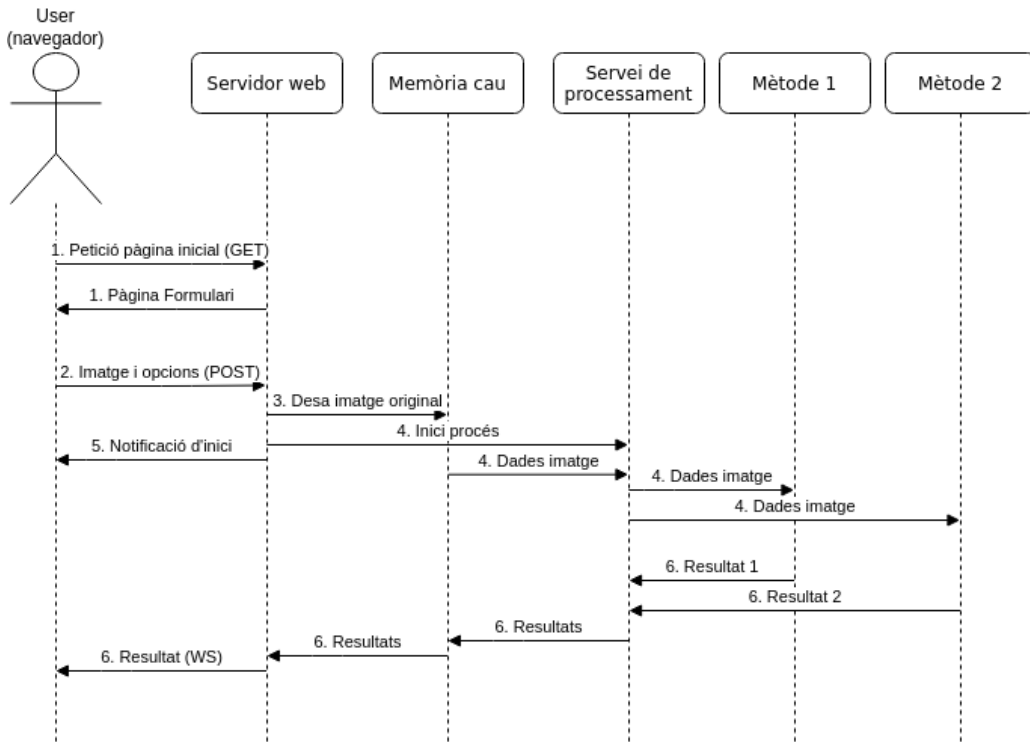 User
(navegador)
Servidor web
Memòria cau
Servei de
processament
Mètode 1
Mètode 2
1. Petició pàgina inicial (GET)
1. Pàgina Formulari
2. Imatge i opcions (POST)
3. Desa imatge original
4. Inici procés
5. Notificació d'inici
4. Dades imatge
4. Dades imatge
4. Dades imatge
6. Resultat 1
6. Resultat 2
6. Resultats
6. Resultats
6. Resultat (WS)